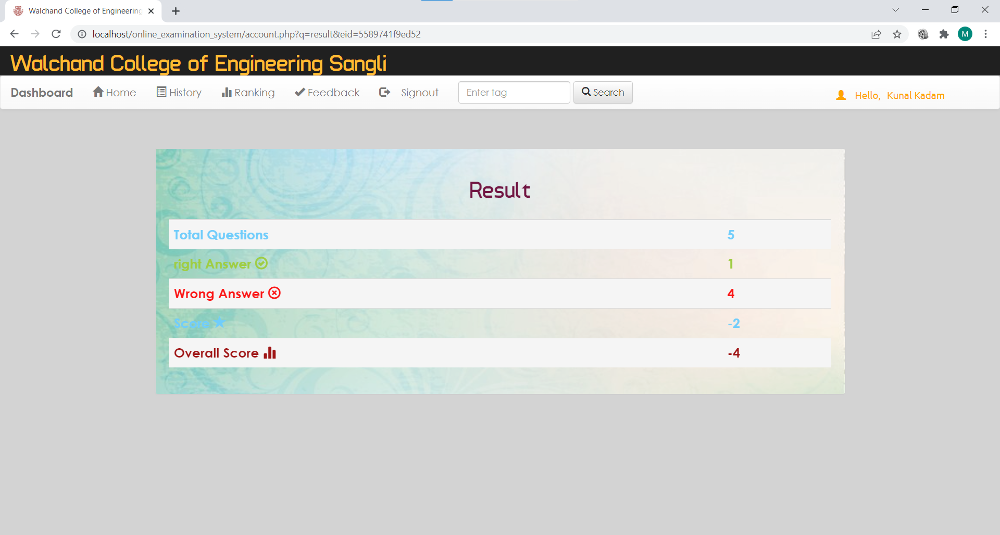 Walchand College of Engineering
localhost/online_examination_system/account.php?q=result&eid=5589741f9ed52
M
Walchand College of Engineering Sangli
Dashboard Home History Ranking Feedback Signout Enter tag Search Hello, Kunal Kadam
Result
Total Questions 5
right Answer 1
Wrong Answer 4
Score -2
Overall Score -4